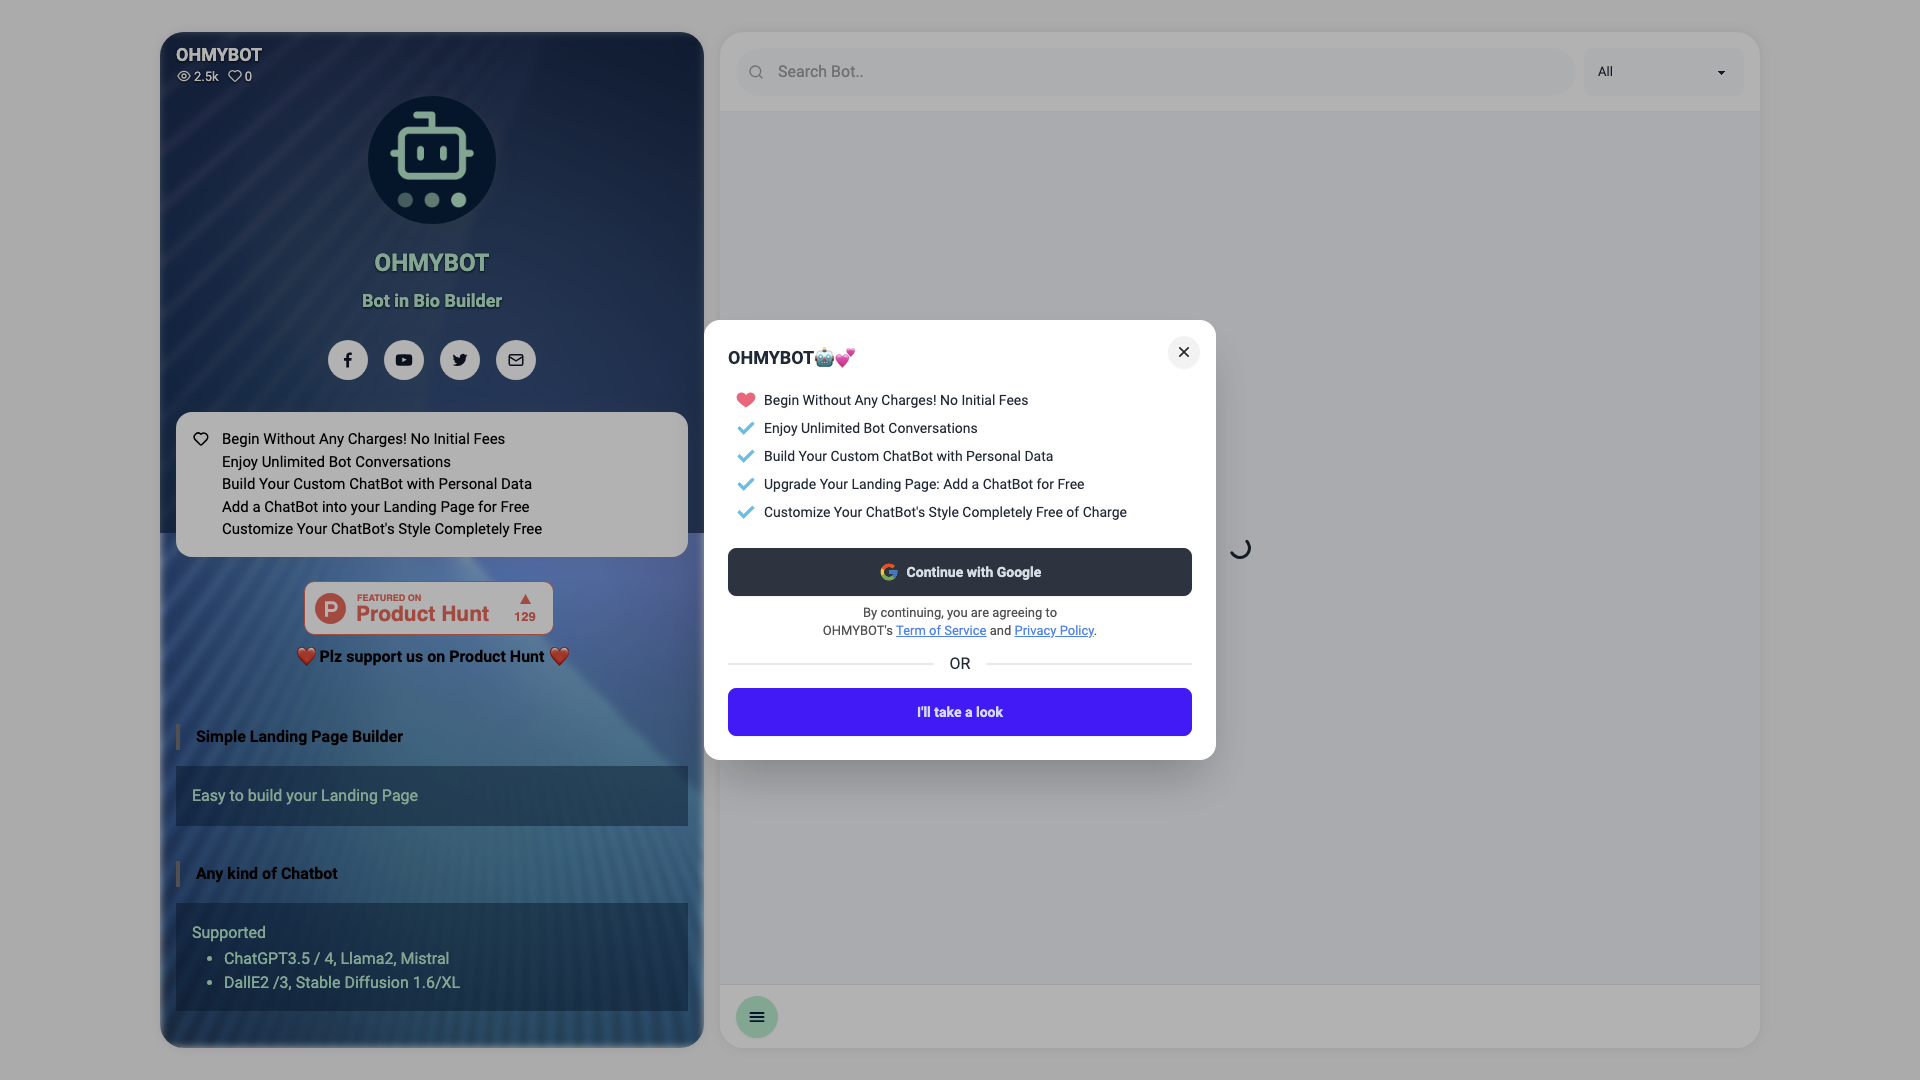 OHMYBOT
2.5k 0
OHMYBOT
Bot in Bio Builder
Begin Without Any Charges! No Initial Fees
Enjoy Unlimited Bot Conversations
Build Your Custom ChatBot with Personal Data
Add a ChatBot into your Landing Page for Free
Customize Your ChatBot's Style Completely Free
P FEATURED ON
Product Hunt 129
❤️ Plz support us on Product Hunt ❤️
Simple Landing Page Builder
Easy to build your Landing Page
Any kind of Chatbot
Supported
• ChatGPT3.5 / 4, Llama2, Mistral
• DallE2 /3, Stable Diffusion 1.6/XL
Search Bot..
All
OHMYBOT🤖💕
Begin Without Any Charges! No Initial Fees
Enjoy Unlimited Bot Conversations
Build Your Custom ChatBot with Personal Data
Upgrade Your Landing Page: Add a ChatBot for Free
Customize Your ChatBot's Style Completely Free of Charge
Continue with Google
By continuing, you are agreeing to
OHMYBOT's Term of Service and Privacy Policy.
OR
I'll take a look